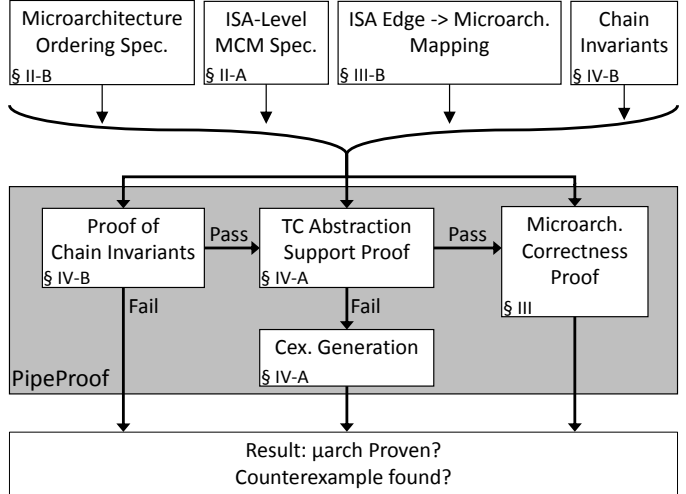 Microarchitecture
Ordering Spec.
§ II-B
ISA-Level
MCM Spec.
§ II-A
ISA Edge -> Microarch.
Mapping
§ III-B
Chain
Invariants
§ IV-B
Proof of
Chain Invariants
§ IV-B
Pass
TC Abstraction
Support Proof
§ IV-A
Pass
Microarch.
Correctness
Proof
§ III
Fail
Fail
Cex. Generation
§ IV-A
PipeProof
Result: µarch Proven?
Counterexample found?